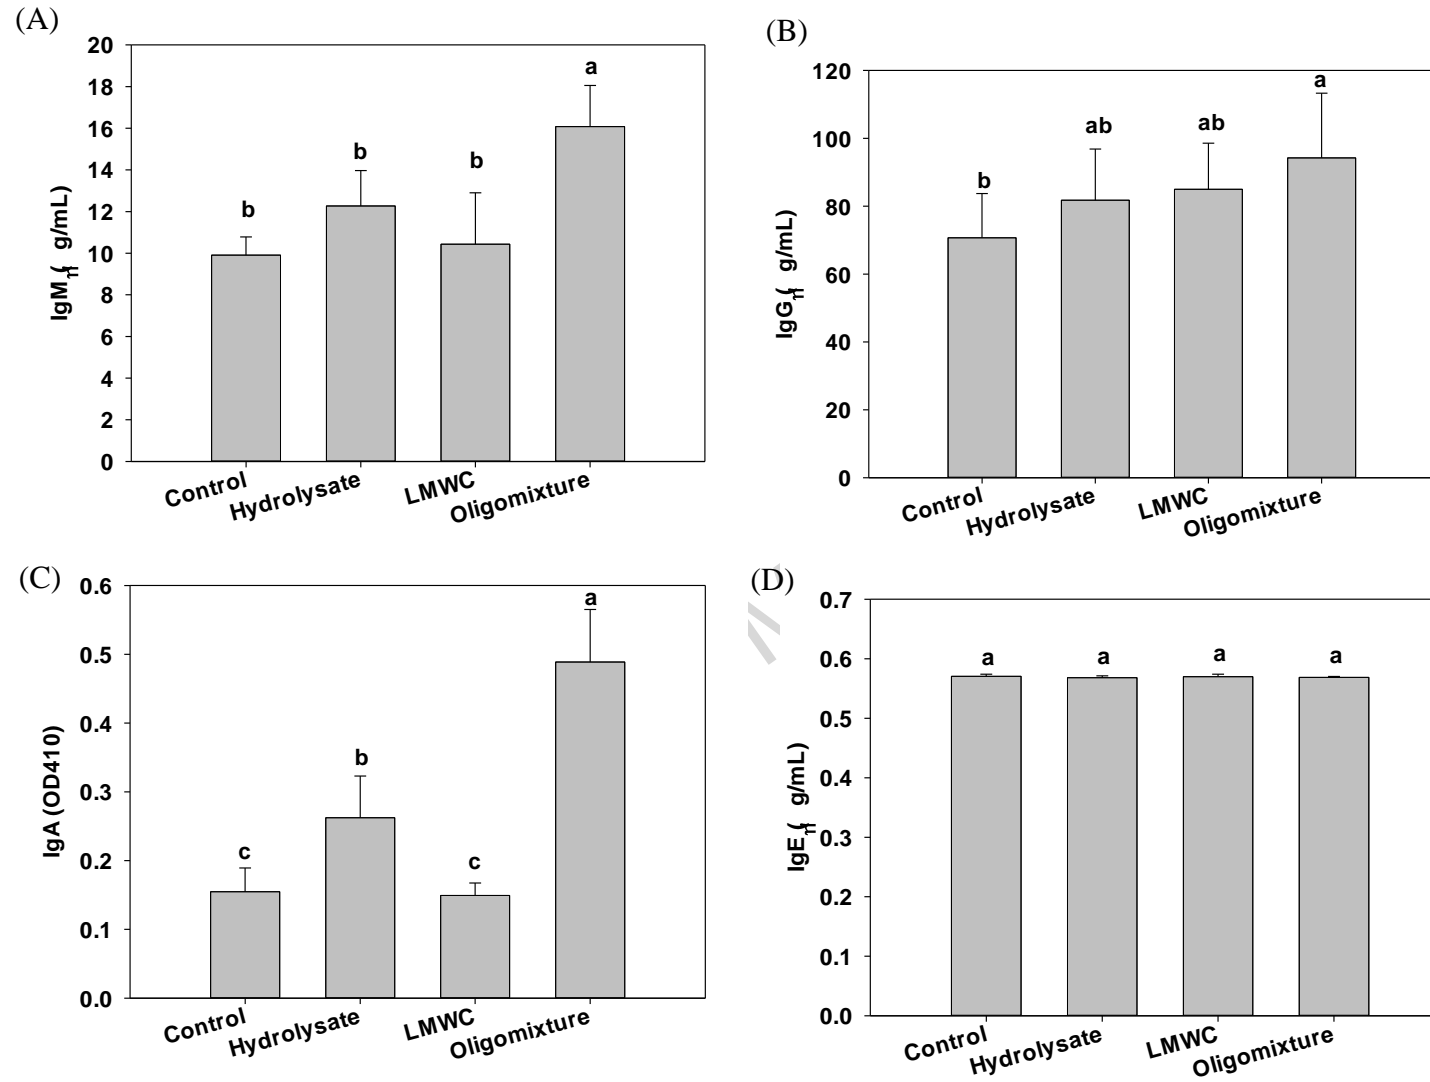 (A)
20
18
16
14
12
10
8
6
4
2
0
IgM (μg/mL)
b
b
b
a
Control
Hydrolysate
LMWC
Oligomixture
(B)
120
100
80
60
40
20
0
IgG (μg/mL)
b
ab
ab
a
Control
Hydrolysate
LMWC
Oligomixture
(C)
0.6
0.5
0.4
0.3
0.2
0.1
0.0
IgA (OD410)
c
b
c
a
Control
Hydrolysate
LMWC
Oligomixture
(D)
0.7
0.6
0.5
0.4
0.3
0.2
0.1
0.0
IgE (μg/mL)
a
a
a
a
Control
Hydrolysate
LMWC
Oligomixture